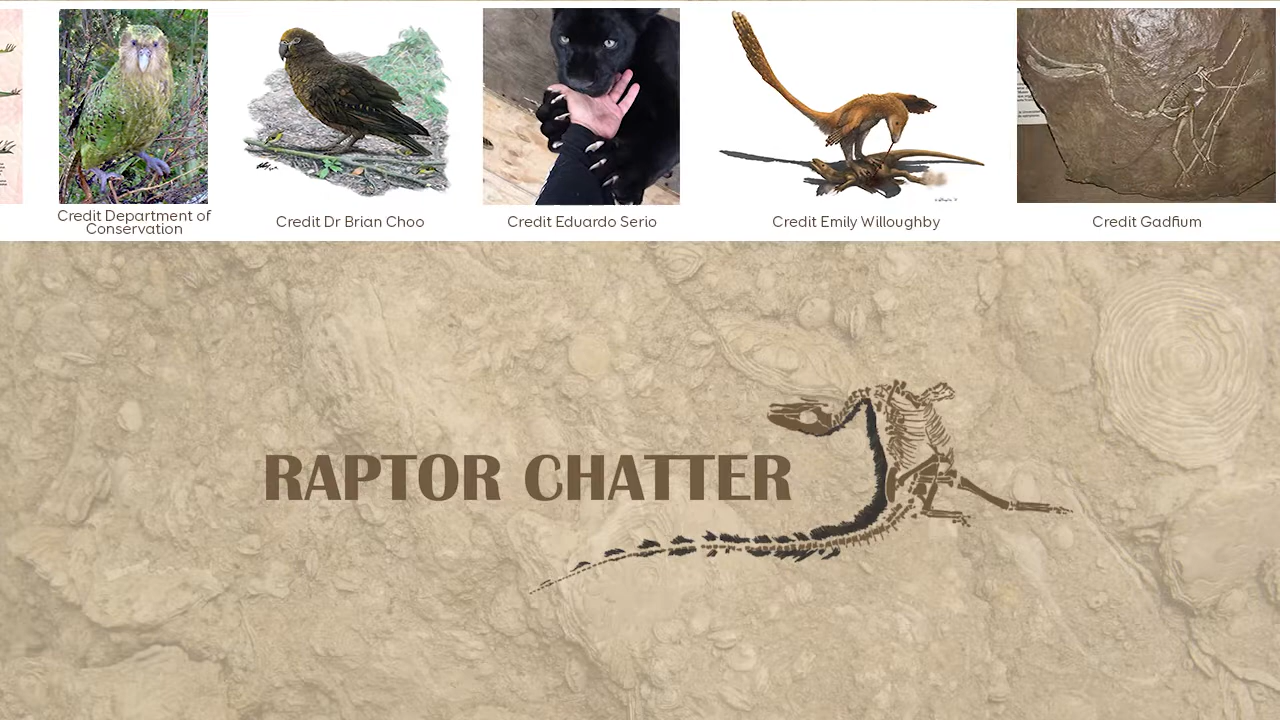 Credit Department of
Conservation
Credit Dr Brian Choo
Credit Eduardo Serio
Credit Emily Willoughby
Credit Gadfium
RAPTOR CHATTER